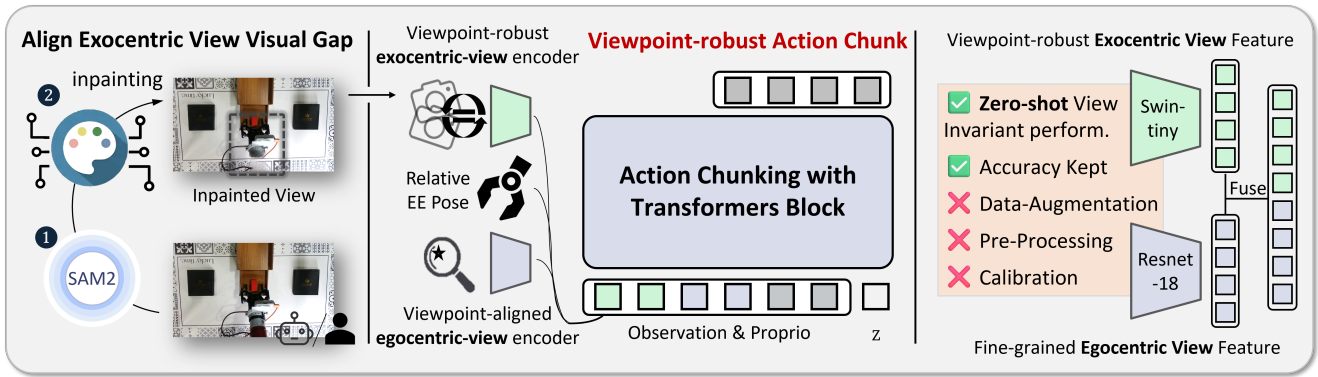 Align Exocentric View Visual Gap
inpainting
2
Inpainted View
1
SAM2
Viewpoint-robust
exocentric-view encoder
Relative
EE Pose
Viewpoint-aligned
egocentric-view encoder
Viewpoint-robust Action Chunk
Action Chunking with
Transformers Block
Observation & Proprio
z
Viewpoint-robust Exocentric View Feature
Zero-shot View
Invariant perform.
Accuracy Kept
Data-Augmentation
Pre-Processing
Calibration
Swin-
tiny
Fuse
Resnet
-18
Fine-grained Egocentric View Feature